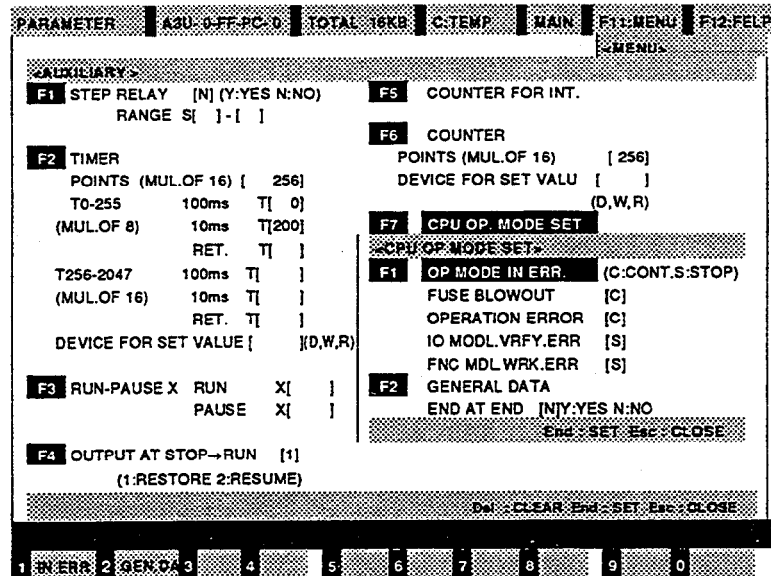 PARAMETER A3U- 0-FF-PC- 0 TOTAL 16KB C:TEMP MAIN F11:MENU F12:FELP
<MENU>
<AUXILIARY>
F1 STEP RELAY [N] (Y:YES N:NO)
RANGE S[ ] - [ ]
F2 TIMER
POINTS (MUL.OF 16) [ 256]
T0-255 100ms T[ 0]
(MUL.OF 8) 10ms T[200]
RET. T[ ]
T256-2047 100ms T[ ]
(MUL.OF 16) 10ms T[ ]
RET. T[ ]
DEVICE FOR SET VALUE [ ](D,W,R)
F3 RUN-PAUSE X RUN X[ ]
PAUSE X[ ]
F4 OUTPUT AT STOP→RUN [1]
(1:RESTORE 2:RESUME)
F5 COUNTER FOR INT.
F6 COUNTER
POINTS (MUL.OF 16) [ 256]
DEVICE FOR SET VALU [ ]
(D,W,R)
F7 CPU OP. MODE SET
<CPU OP MODE SET>
F1 OP MODE IN ERR. (C:CONT.S:STOP)
FUSE BLOWOUT [C]
OPERATION ERROR [C]
IO MODL.VRFY.ERR [S]
FNC MDL.WRK.ERR [S]
F2 GENERAL DATA
END AT END [N]Y:YES N:NO
End : SET Esc : CLOSE
Del : CLEAR End : SET Esc : CLOSE
1 IN ERR 2 GEN.DA 3 4 5 6 7 8 9 0